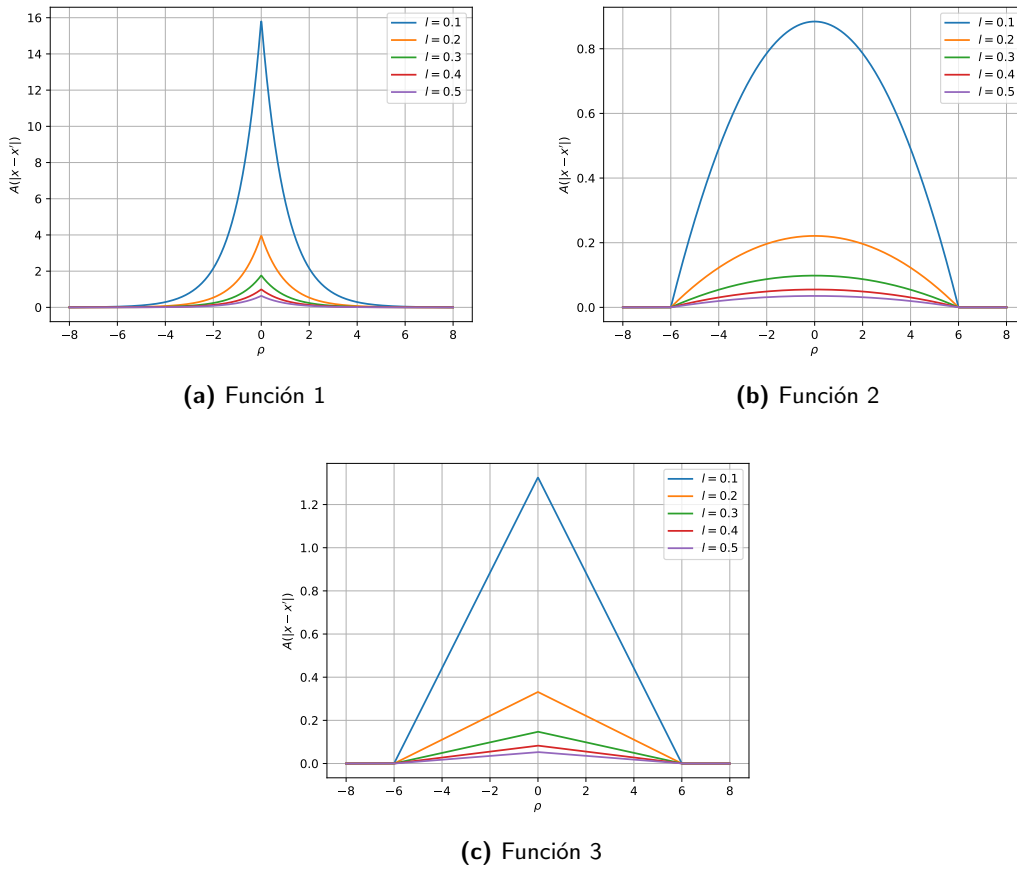 16
14
12
10
8
6
4
2
0
A(|x − x′|)
−8 −6 −4 −2 0 2 4 6 8
ρ
l = 0.1
l = 0.2
l = 0.3
l = 0.4
l = 0.5
(a) Función 1
0.8
0.6
0.4
0.2
0.0
A(|x − x′|)
−8 −6 −4 −2 0 2 4 6 8
ρ
l = 0.1
l = 0.2
l = 0.3
l = 0.4
l = 0.5
(b) Función 2
1.2
1.0
0.8
0.6
0.4
0.2
0.0
A(|x − x′|)
−8 −6 −4 −2 0 2 4 6 8
ρ
l = 0.1
l = 0.2
l = 0.3
l = 0.4
l = 0.5
(c) Función 3